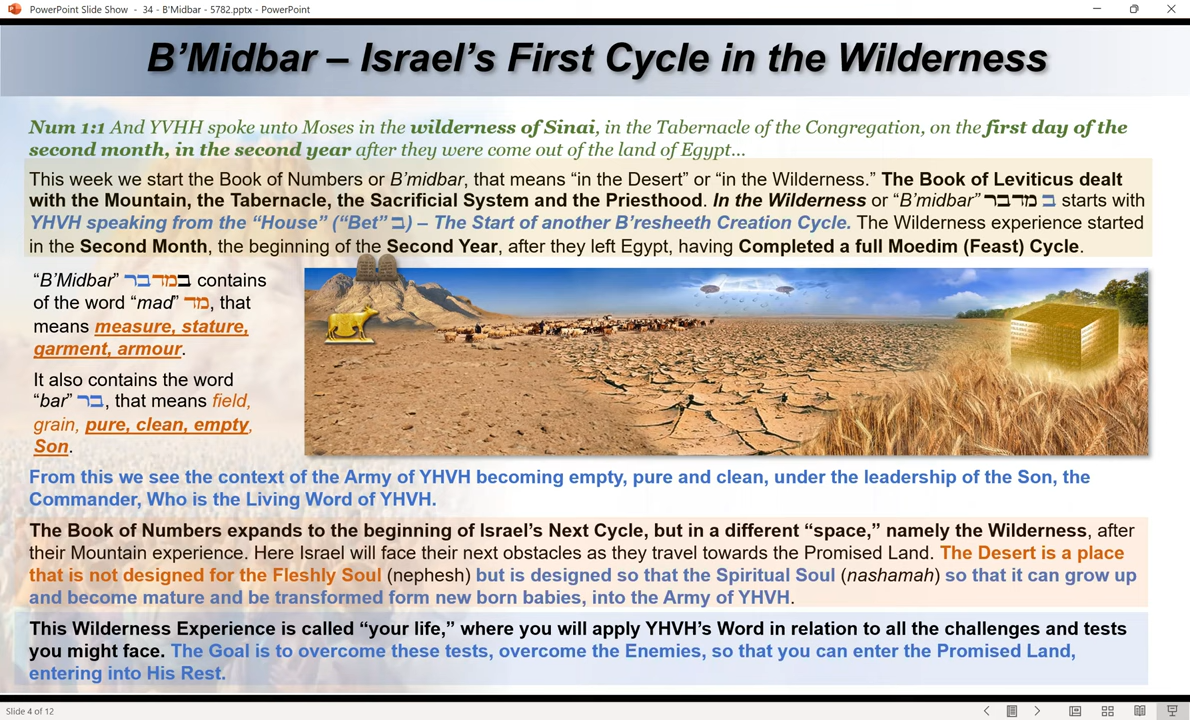 PowerPoint Slide Show - 34 - B'Midbar - 5782.pptx - PowerPoint
B’Midbar – Israel’s First Cycle in the Wilderness
Num 1:1 And YVHH spoke unto Moses in the wilderness of Sinai, in the Tabernacle of the Congregation, on the first day of the
second month, in the second year after they were come out of the land of Egypt…
This week we start the Book of Numbers or B’midbar, that means “in the Desert” or “in the Wilderness.” The Book of Leviticus dealt
with the Mountain, the Tabernacle, the Sacrificial System and the Priesthood. In the Wilderness or “B’midbar” ב מדבר ב starts with
YHVH speaking from the “House” (“Bet” ב) – The Start of another B’resheeth Creation Cycle. The Wilderness experience started
in the Second Month, the beginning of the Second Year, after they left Egypt, having Completed a full Moedim (Feast) Cycle.
“B’Midbar” במדבר contains
of the word “mad” מד, that
means measure, stature,
garment, armour.
It also contains the word
“bar” בר, that means field,
grain, pure, clean, empty,
Son.
From this we see the context of the Army of YHVH becoming empty, pure and clean, under the leadership of the Son, the
Commander, Who is the Living Word of YHVH.
The Book of Numbers expands to the beginning of Israel’s Next Cycle, but in a different “space,” namely the Wilderness, after
their Mountain experience. Here Israel will face their next obstacles as they travel towards the Promised Land. The Desert is a place
that is not designed for the Fleshly Soul (nephesh) but is designed so that the Spiritual Soul (nashamah) so that it can grow up
and become mature and be transformed form new born babies, into the Army of YHVH.
This Wilderness Experience is called “your life,” where you will apply YHVH’s Word in relation to all the challenges and tests
you might face. The Goal is to overcome these tests, overcome the Enemies, so that you can enter the Promised Land,
entering into His Rest.
Slide 4 of 12